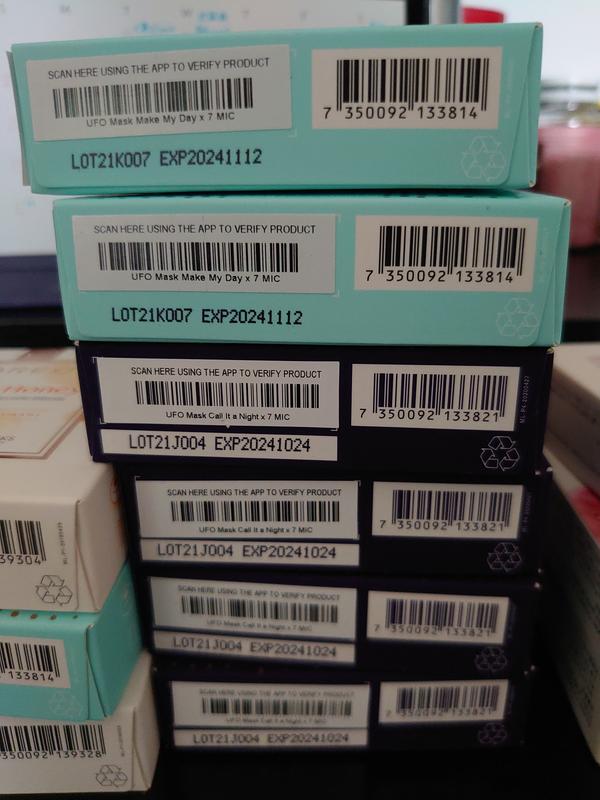 SCAN HERE USING THE APP TO VERIFY PRODUCT
UFO Mask Make My Day x 7 MIC
7 350092 133814
LOT21K007 EXP20241112
SCAN HERE USING THE APP TO VERIFY PRODUCT
UFO Mask Make My Day x 7 MIC
7 350092 133814
LOT21K007 EXP20241112
SCAN HERE USING THE APP TO VERIFY PRODUCT
UFO Mask Call It a Night x 7 MIC
7 350092 133821
LOT21J004 EXP20241024
SCAN HERE USING THE APP TO VERIFY PRODUCT
UFO Mask Call It a Night x 7 MIC
7 350092 133821
LOT21J004 EXP20241024
SCAN HERE USING THE APP TO VERIFY PRODUCT
UFO Mask Call It a Night x 7 MIC
7 350092 133821
LOT21J004 EXP20241024
SCAN HERE USING THE APP TO VERIFY PRODUCT
UFO Mask Call It a Night x 7 MIC
7 350092 133821
LOT21J004 EXP20241024
Honey
39304
133814
350092 139328